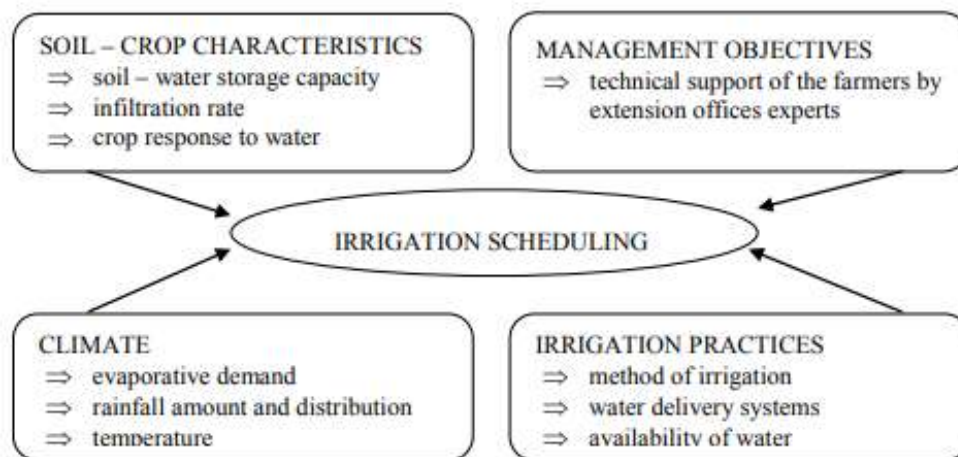 SOIL – CROP CHARACTERISTICS
⇒ soil – water storage capacity
⇒ infiltration rate
⇒ crop response to water
MANAGEMENT OBJECTIVES
⇒ technical support of the farmers by
extension offices experts
IRRIGATION SCHEDULING
CLIMATE
⇒ evaporative demand
⇒ rainfall amount and distribution
⇒ temperature
IRRIGATION PRACTICES
⇒ method of irrigation
⇒ water delivery systems
⇒ availability of water